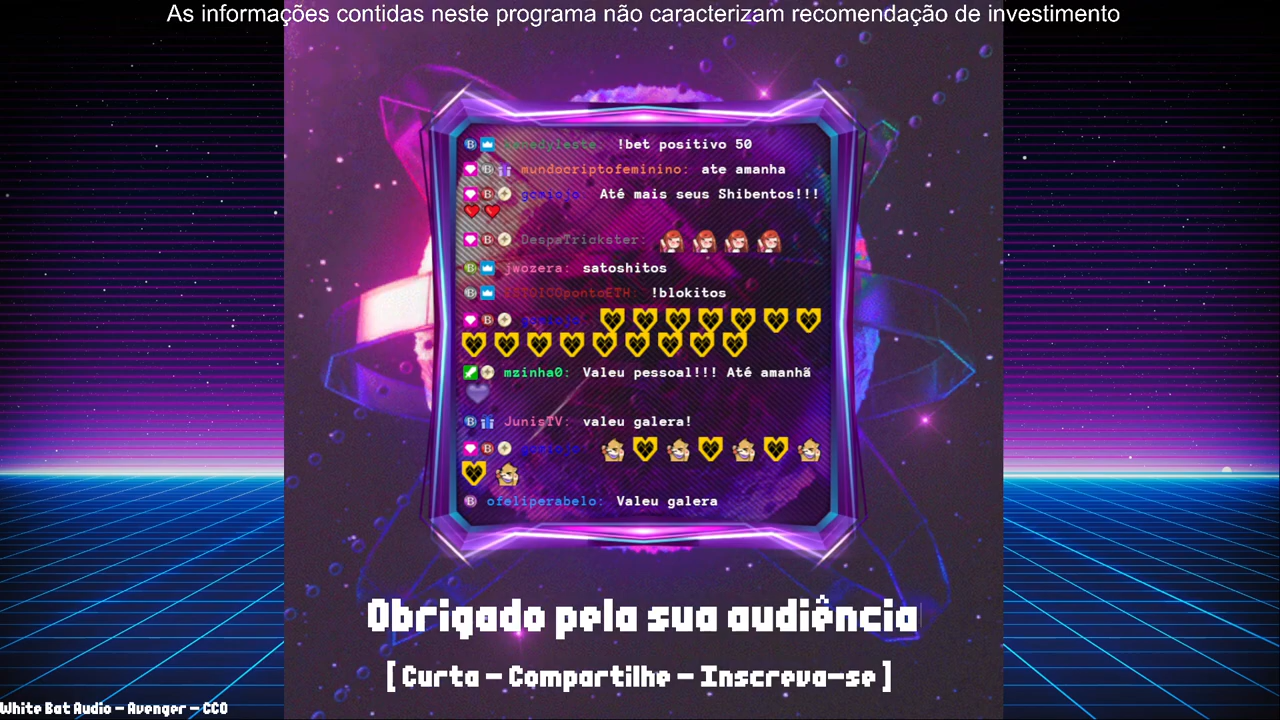 As informações contidas neste programa não caracterizam recomendação de investimento
!bet positivo 50
mundocriptofeminino: ate amanha
Até mais seus Shibentos!!!
DespaTrickster:
jwozera: satoshitos
!blokitos
mzinha0: Valeu pessoal!!! Até amanhã
JunisTV: valeu galera!
ofeliperabelo: Valeu galera
Obrigado pela sua audiência
[ Curta - Compartilhe - Inscreva-se ]
White Bat Audio - Avenger - CC0